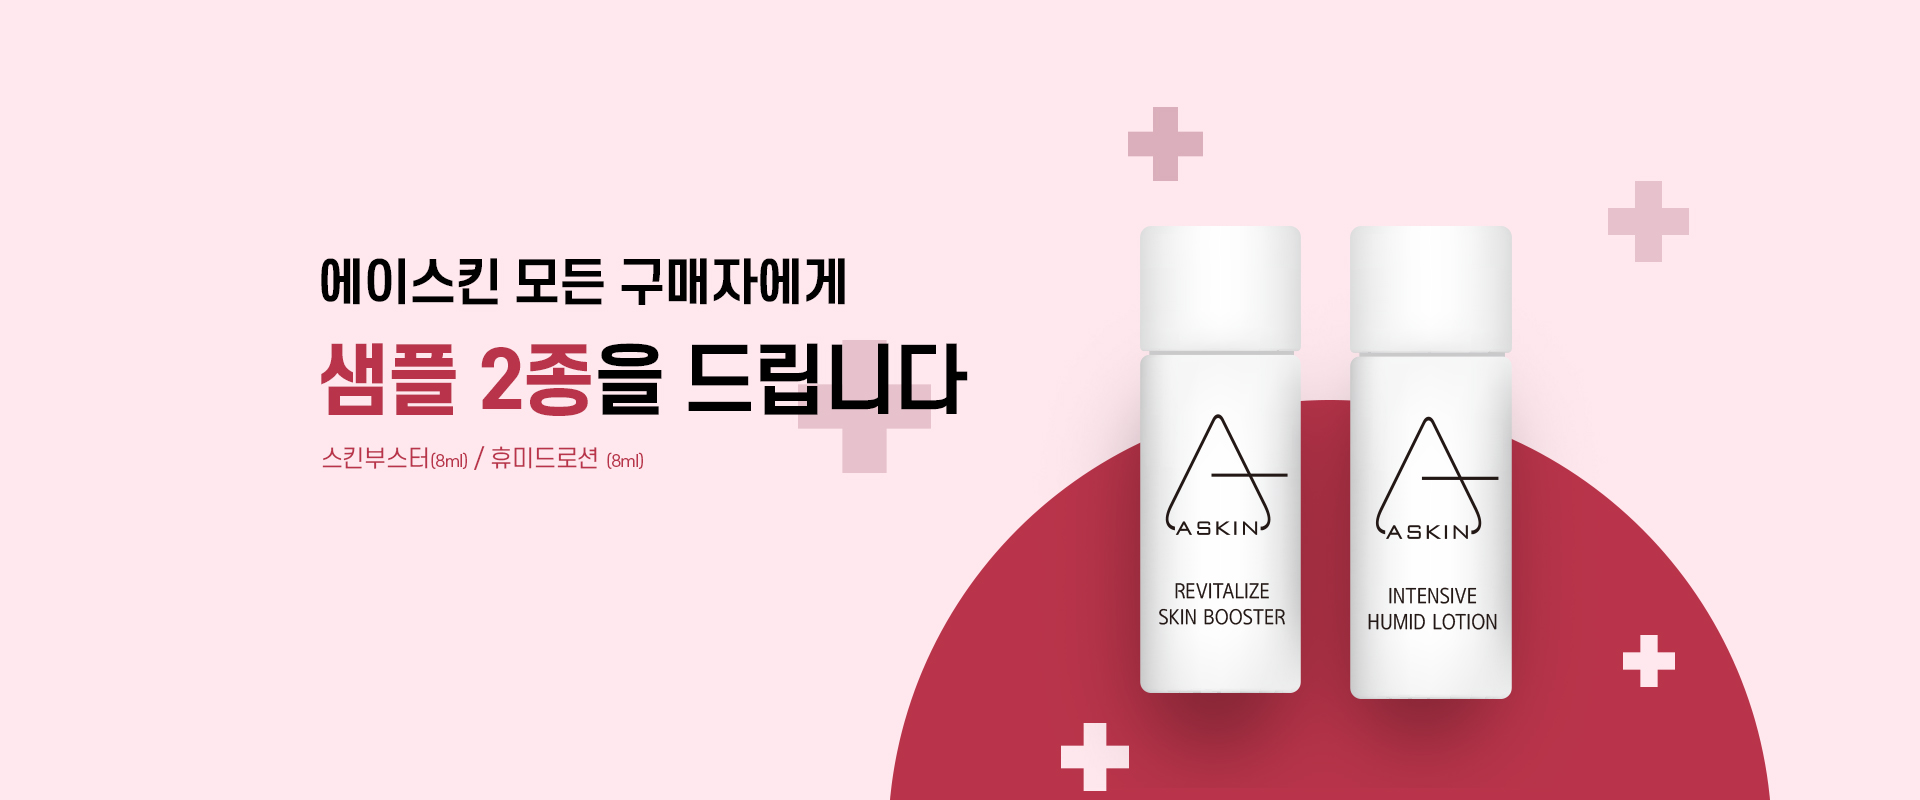 에이스킨 모든 구매자에게
샘플 2종을 드립니다
스킨부스터(8ml) / 휴미드로션 (8ml)
ASKIN
REVITALIZE
SKIN BOOSTER
ASKIN
INTENSIVE
HUMID LOTION